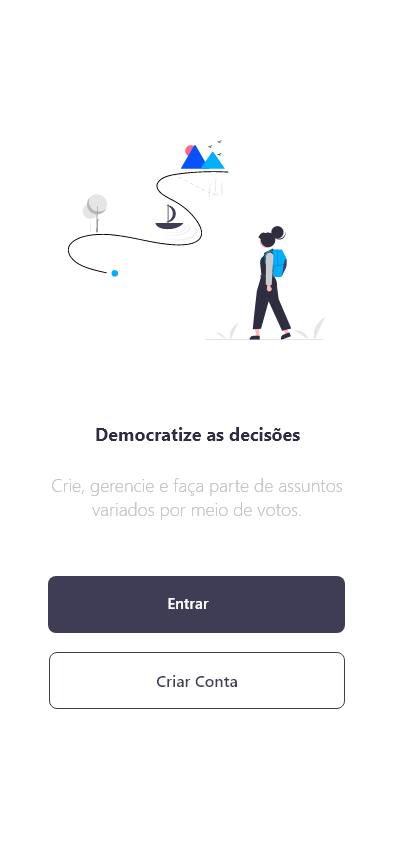 Democratize as decisões
Crie, gerencie e faça parte de assuntos
variados por meio de votos.
Entrar
Criar Conta